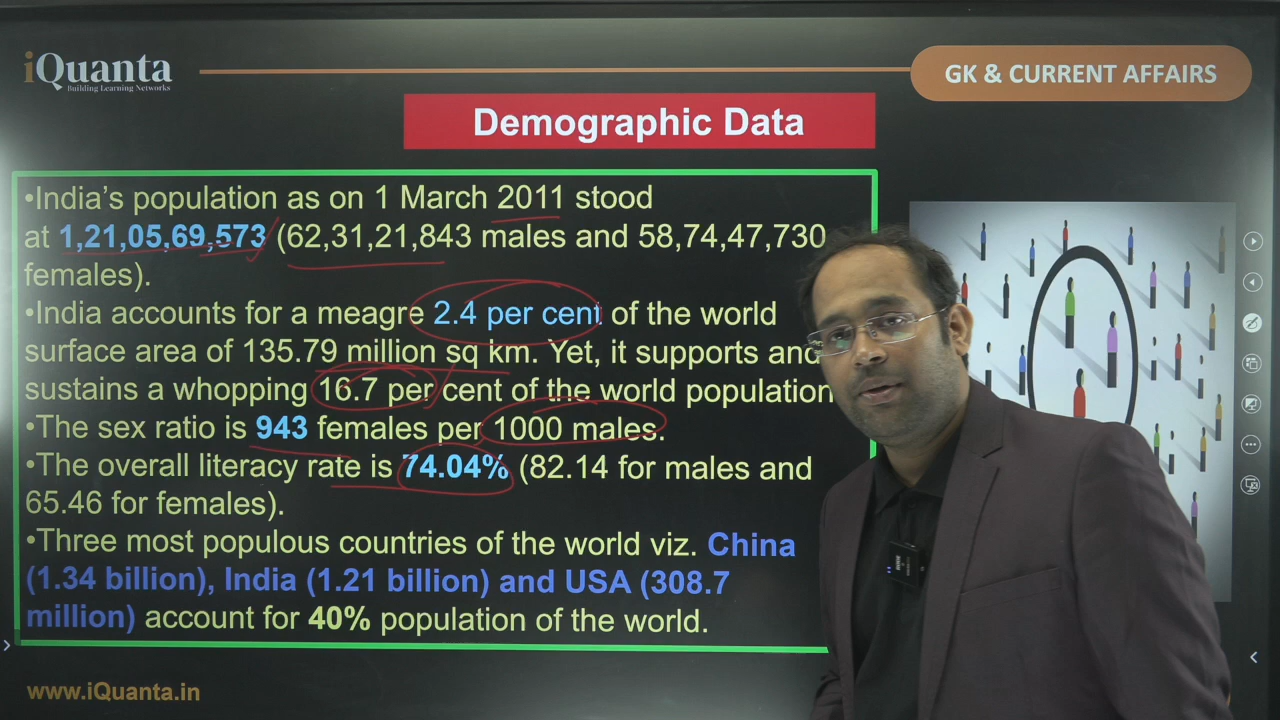 iQuanta
Building Learning Networks
GK & CURRENT AFFAIRS
Demographic Data
•India’s population as on 1 March 2011 stood
at 1,21,05,69,573 (62,31,21,843 males and 58,74,47,730
females).
•India accounts for a meagre 2.4 per cent of the world
surface area of 135.79 million sq km. Yet, it supports and
sustains a whopping 16.7 per cent of the world population
•The sex ratio is 943 females per 1000 males.
•The overall literacy rate is 74.04% (82.14 for males and
65.46 for females).
•Three most populous countries of the world viz. China
(1.34 billion), India (1.21 billion) and USA (308.7
million) account for 40% population of the world.
www.iQuanta.in